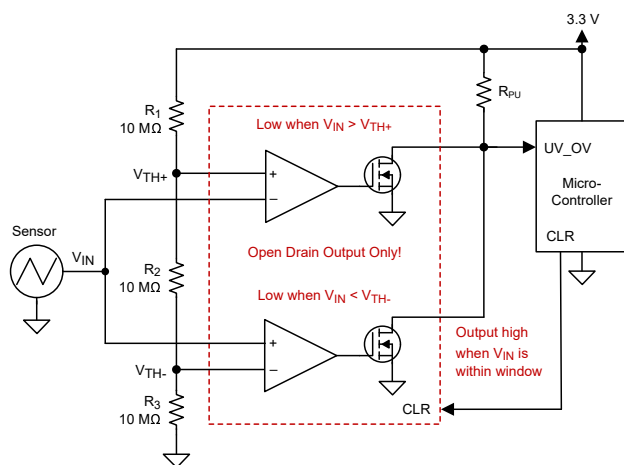 3.3 V
R1
10 MΩ
RPU
Low when VIN > VTH+
UV_OV
Micro-
Controller
CLR
VTH+
+
−
Sensor
VIN
R2
10 MΩ
Open Drain Output Only!
Low when VIN < VTH-
+
−
VTH-
Output high
when VIN is
within window
R3
10 MΩ
CLR